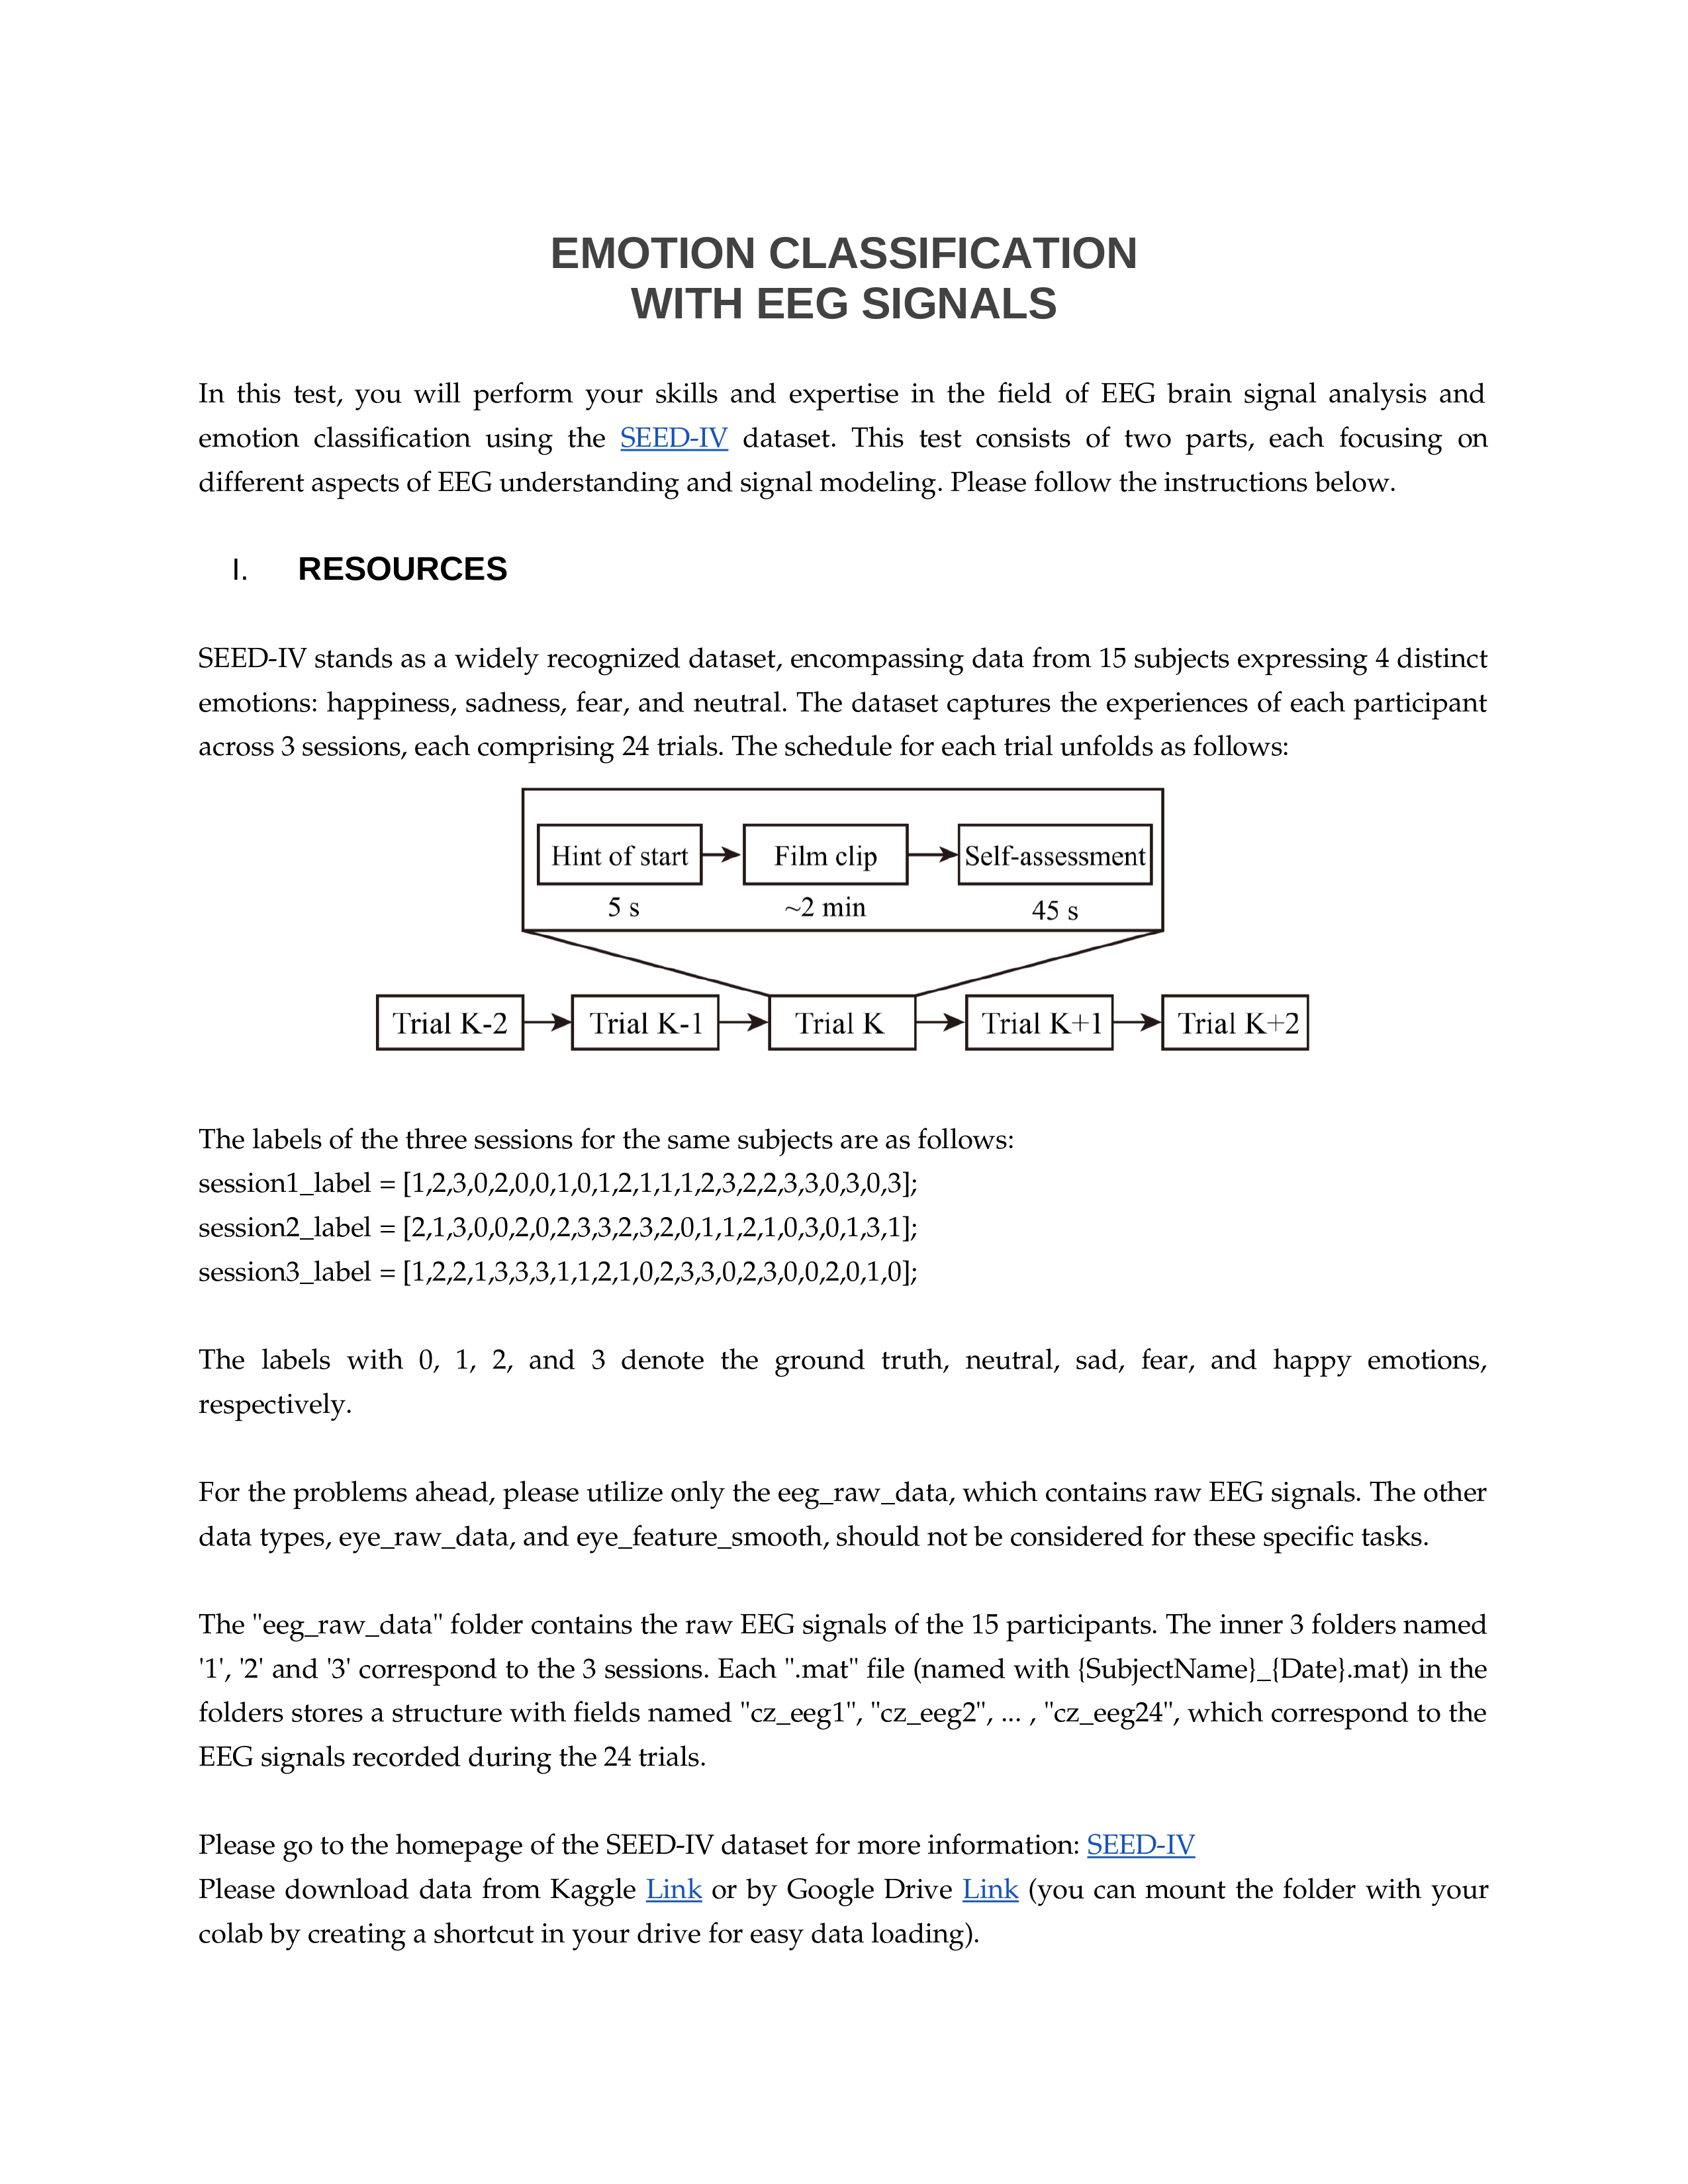 EMOTION CLASSIFICATION
WITH EEG SIGNALS
In this test, you will perform your skills and expertise in the field of EEG brain signal analysis and
emotion classification using the SEED-IV dataset. This test consists of two parts, each focusing on
different aspects of EEG understanding and signal modeling. Please follow the instructions below.
I. RESOURCES
SEED-IV stands as a widely recognized dataset, encompassing data from 15 subjects expressing 4 distinct
emotions: happiness, sadness, fear, and neutral. The dataset captures the experiences of each participant
across 3 sessions, each comprising 24 trials. The schedule for each trial unfolds as follows:
Hint of start Film clip Self-assessment
5 s ~2 min 45 s
Trial K-2 Trial K-1 Trial K Trial K+1 Trial K+2
The labels of the three sessions for the same subjects are as follows:
session1_label = [1,2,3,0,2,0,0,1,0,1,2,1,1,1,2,3,2,2,3,3,0,3,0,3];
session2_label = [2,1,3,0,0,2,0,2,3,3,2,3,2,0,1,1,2,1,0,3,0,1,3,1];
session3_label = [1,2,2,1,3,3,3,1,1,2,1,0,2,3,3,0,2,3,0,0,2,0,1,0];
The labels with 0, 1, 2, and 3 denote the ground truth, neutral, sad, fear, and happy emotions,
respectively.
For the problems ahead, please utilize only the eeg_raw_data, which contains raw EEG signals. The other
data types, eye_raw_data, and eye_feature_smooth, should not be considered for these specific tasks.
The "eeg_raw_data" folder contains the raw EEG signals of the 15 participants. The inner 3 folders named
'1', '2' and '3' correspond to the 3 sessions. Each ".mat" file (named with {SubjectName}_{Date}.mat) in the
folders stores a structure with fields named "cz_eeg1", "cz_eeg2", ... , "cz_eeg24", which correspond to the
EEG signals recorded during the 24 trials.
Please go to the homepage of the SEED-IV dataset for more information: SEED-IV
Please download data from Kaggle Link or by Google Drive Link (you can mount the folder with your
colab by creating a shortcut in your drive for easy data loading).